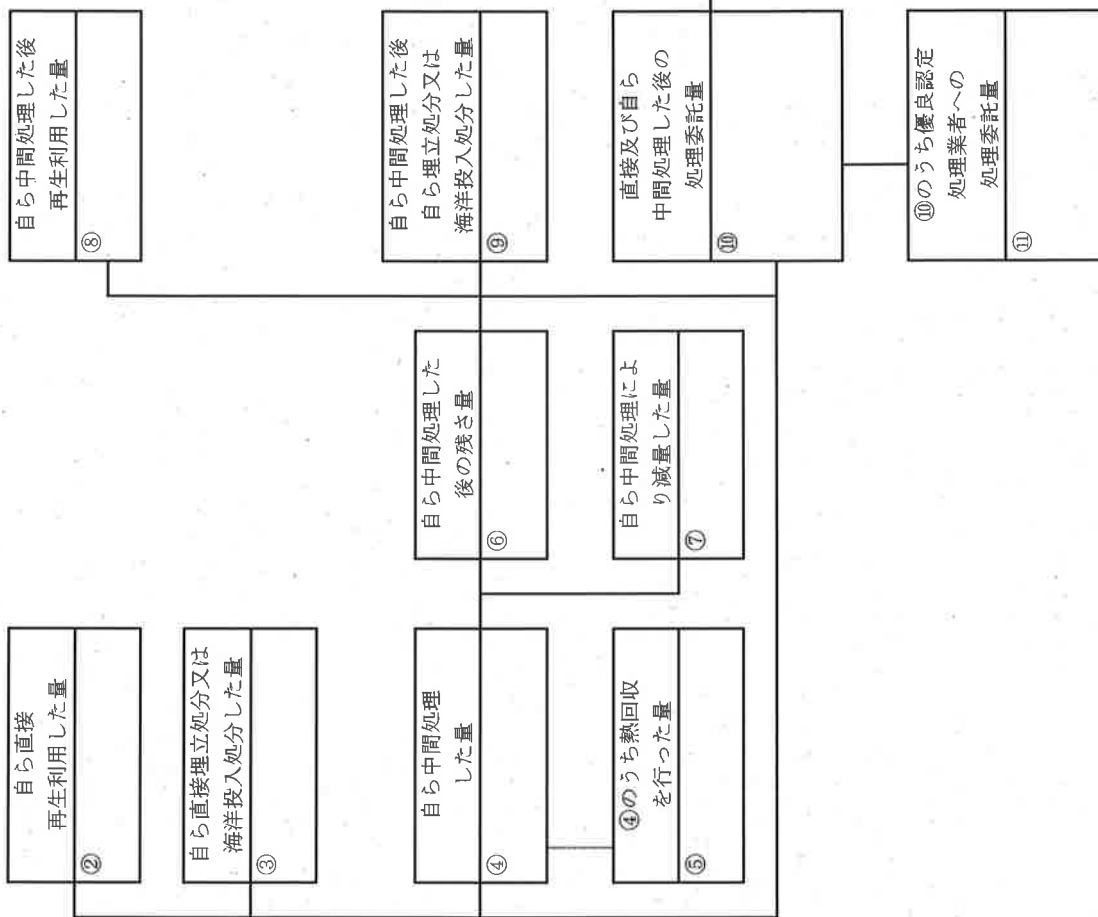 自ら直接
再生利用した量
②
自ら直接埋立処分又は
海洋投入処分した量
③
自ら中間処理
した量
④
④のうち熱回収
を行った量
⑤
自ら中間処理した
後の残さ量
⑥
自ら中間処理によ
り減量した量
⑦
自ら中間処理した後
再生利用した量
⑧
自ら中間処理した後
自ら埋立処分又は
海洋投入処分した量
⑨
直接及び自ら
中間処理した後の
処理委託量
⑩
⑩のうち優良認定
処理業者への
処理委託量
⑪